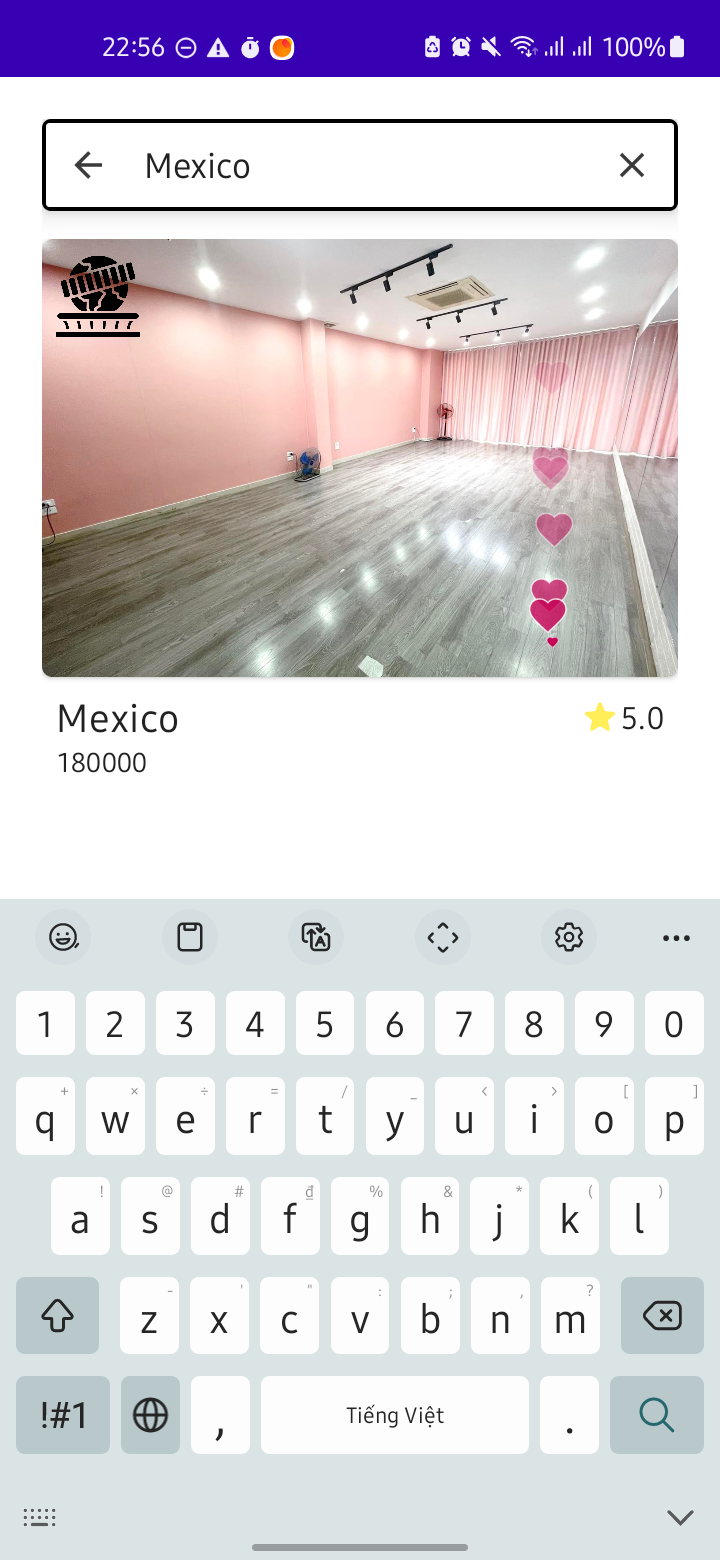 22:56 100%
Mexico
Mexico 5.0
180000
1 2 3 4 5 6 7 8 9 0
+ × ÷ = / _ < > [ ]
q w e r t y u i o p
! @ # ₫ % & * ( )
a s d f g h j k l
- ' " : ; , ?
z x c v b n m
!#1 , Tiếng Việt .